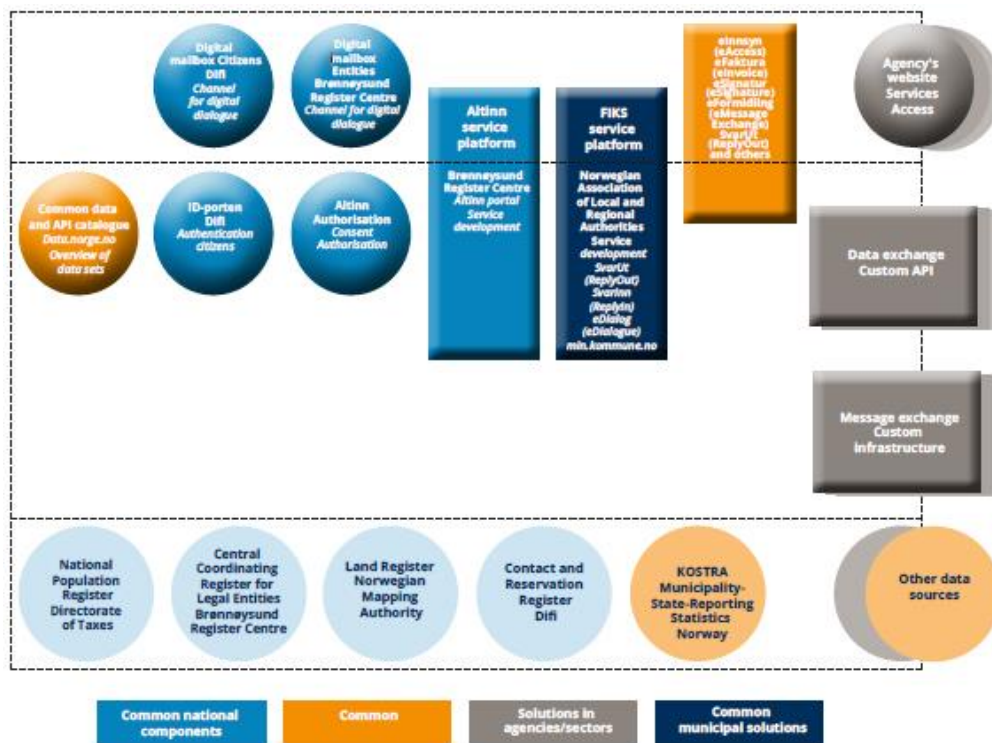 Digital
mailbox Citizens
Difi
Channel
for digital
dialogue
Digital
mailbox
Entities
Brønnøysund
Register Centre
Channel for digital
dialogue
Altinn
service
platform
Brønnøysund
Register Centre
Altinn portal
Service
development
FIKS
service
platform
Norwegian
Association
of Local and
Regional
Authorities
Service
development
SvarUt
(ReplyOut)
SvarInn
(ReplyIn)
eDialog
(eDialogue)
min.kommune.no
eInnsyn
(eAccess)
eFaktura
(eInvoice)
eSignatur
(eSignature)
eFormidling
(eMessage
Exchange)
SvarUt
(ReplyOut)
and others
Agency's
website
Services
Access
Common data
and API catalogue
Data.norge.no
Overview of
data sets
ID-porten
Difi
Authentication
citizens
Altinn
Authorisation
Consent
Authorisation
Data exchange
Custom API
Message exchange
Custom
infrastructure
National
Population
Register
Directorate
of Taxes
Central
Coordinating
Register for
Legal Entities
Brønnøysund
Register Centre
Land Register
Norwegian
Mapping
Authority
Contact and
Reservation
Register
Difi
KOSTRA
Municipality-
State-Reporting
Statistics
Norway
Other data
sources
Common national
components
Common
Solutions in
agencies/sectors
Common
municipal solutions